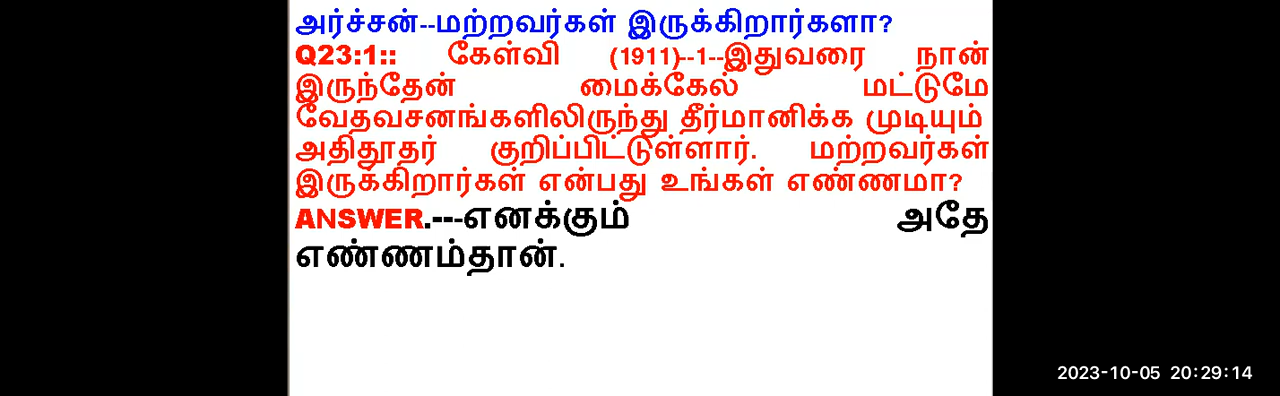 அர்ச்சன்--மற்றவர்கள் இருக்கிறார்களா?
Q23:1:: கேள்வி (1911)--1--இதுவரை நான்
இருந்தேன் மைக்கேல் மட்டுமே
வேதவசனங்களிலிருந்து தீர்மானிக்க முடியும்
அதிதூதர் குறிப்பிட்டுள்ளார். மற்றவர்கள்
இருக்கிறார்கள் என்பது உங்கள் எண்ணமா?
ANSWER.---எனக்கும் அதே
எண்ணம்தான்.
2023-10-05 20:29:14